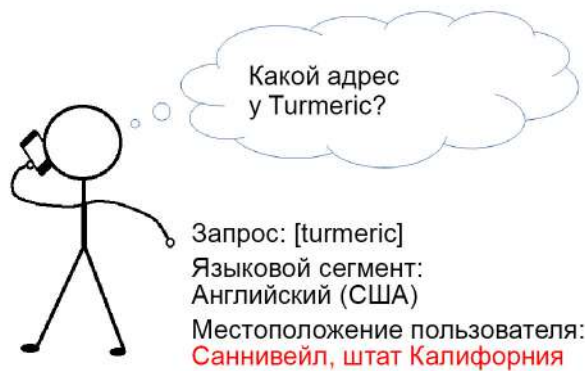 Какой адрес
у Turmeric?
Запрос: [turmeric]
Языковой сегмент:
Английский (США)
Местоположение пользователя:
Саннивейл, штат Калифорния